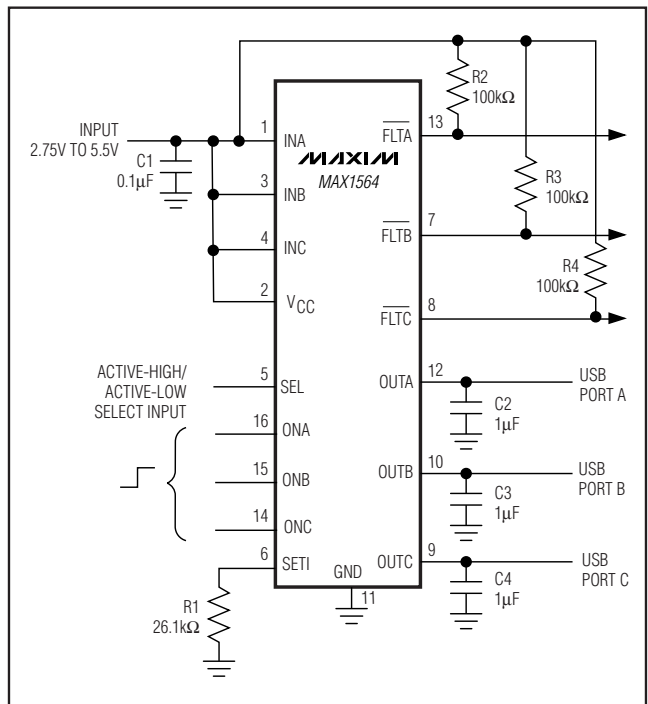 INPUT
2.75V TO 5.5V
C1
0.1μF
1
INA
3
INB
4
INC
2
VCC
ACTIVE-HIGH/
ACTIVE-LOW
SELECT INPUT
5
SEL
16
ONA
15
ONB
14
ONC
6
SETI
R1
26.1kΩ
MAXIM
MAX1564
GND
11
R2
100kΩ
13
FLTA
R3
100kΩ
7
FLTB
R4
100kΩ
8
FLTC
12
OUTA
USB
PORT A
C2
1μF
10
OUTB
USB
PORT B
C3
1μF
9
OUTC
USB
PORT C
C4
1μF